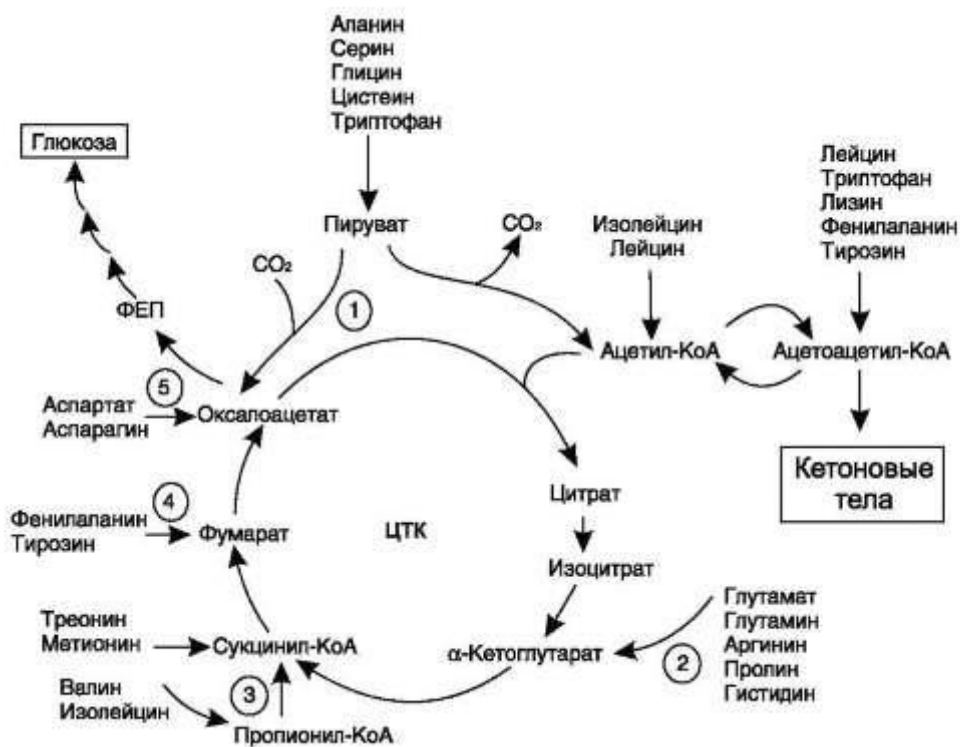 Аланин
Серин
Глицин
Цистеин
Триптофан
Глюкоза
Лейцин
Триптофан
Лизин
Фенилаланин
Тирозин
Пируват
CO₂
Изолейцин
Лейцин
CO₂
ФЕП
1
Ацетил-КоА
Ацетоацетил-КоА
5
Аспартат
Аспарагин
Оксалоацетат
Кетоновые
тела
Цитрат
4
Фенилаланин
Тирозин
Фумарат
ЦТК
Изоцитрат
Глутамат
Глутамин
Аргинин
Пролин
Гистидин
Треонин
Метионин
Сукцинил-КоА
α-Кетоглутарат
2
Валин
Изолейцин
3
Пропионил-КоА